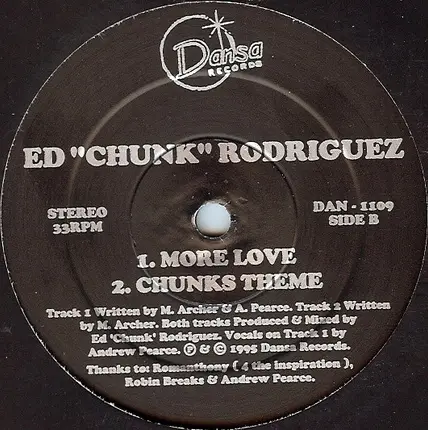 Dansa
RECORDS
ED "CHUNK" RODRIGUEZ
STEREO
33RPM
DAN - 1109
SIDE B
1. MORE LOVE
2. CHUNKS THEME
Track 1 Written by M. Archer & A. Pearce. Track 2 Written
by M. Archer. Both tracks Produced & Mixed by
Ed 'Chunk' Rodriguez. Vocals on Track 1 by
Andrew Pearce. ℗ & © 1995 Dansa Records.
Thanks to: Romanthony ( 4 the inspiration ),
Robin Breaks & Andrew Pearce.